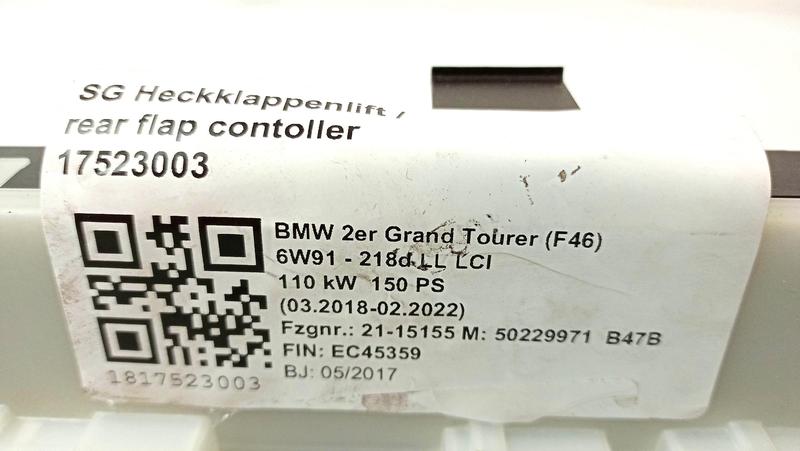 SG Heckklappenlift /
rear flap contoller
17523003
BMW 2er Grand Tourer (F46)
6W91 - 218d LL LCI
110 kW 150 PS
(03.2018-02.2022)
Fzgnr.: 21-15155 M: 50229971 B47B
FIN: EC45359
BJ: 05/2017
1817523003